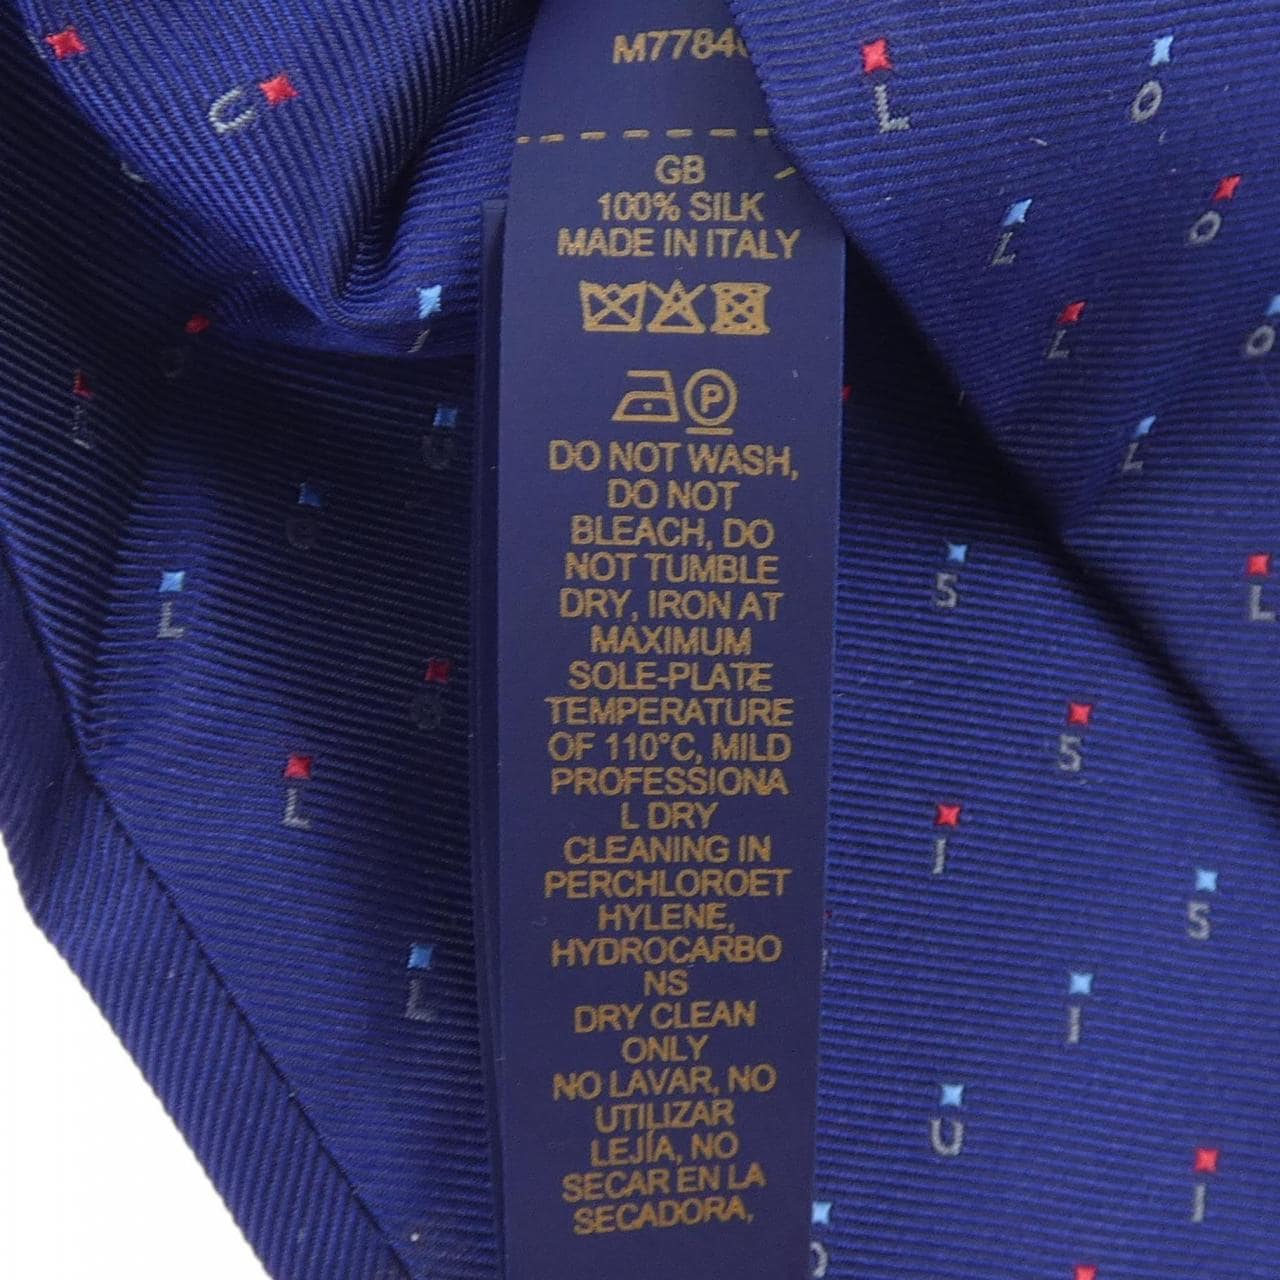 M7784
GB
100% SILK
MADE IN ITALY
P
DO NOT WASH,
DO NOT
BLEACH, DO
NOT TUMBLE
DRY, IRON AT
MAXIMUM
SOLE-PLATE
TEMPERATURE
OF 110°C, MILD
PROFESSIONA
L DRY
CLEANING IN
PERCHLOROET
HYLENE,
HYDROCARBO
NS
DRY CLEAN
ONLY
NO LAVAR, NO
UTILIZAR
LEJÍA, NO
SECAR EN LA
SECADORA,